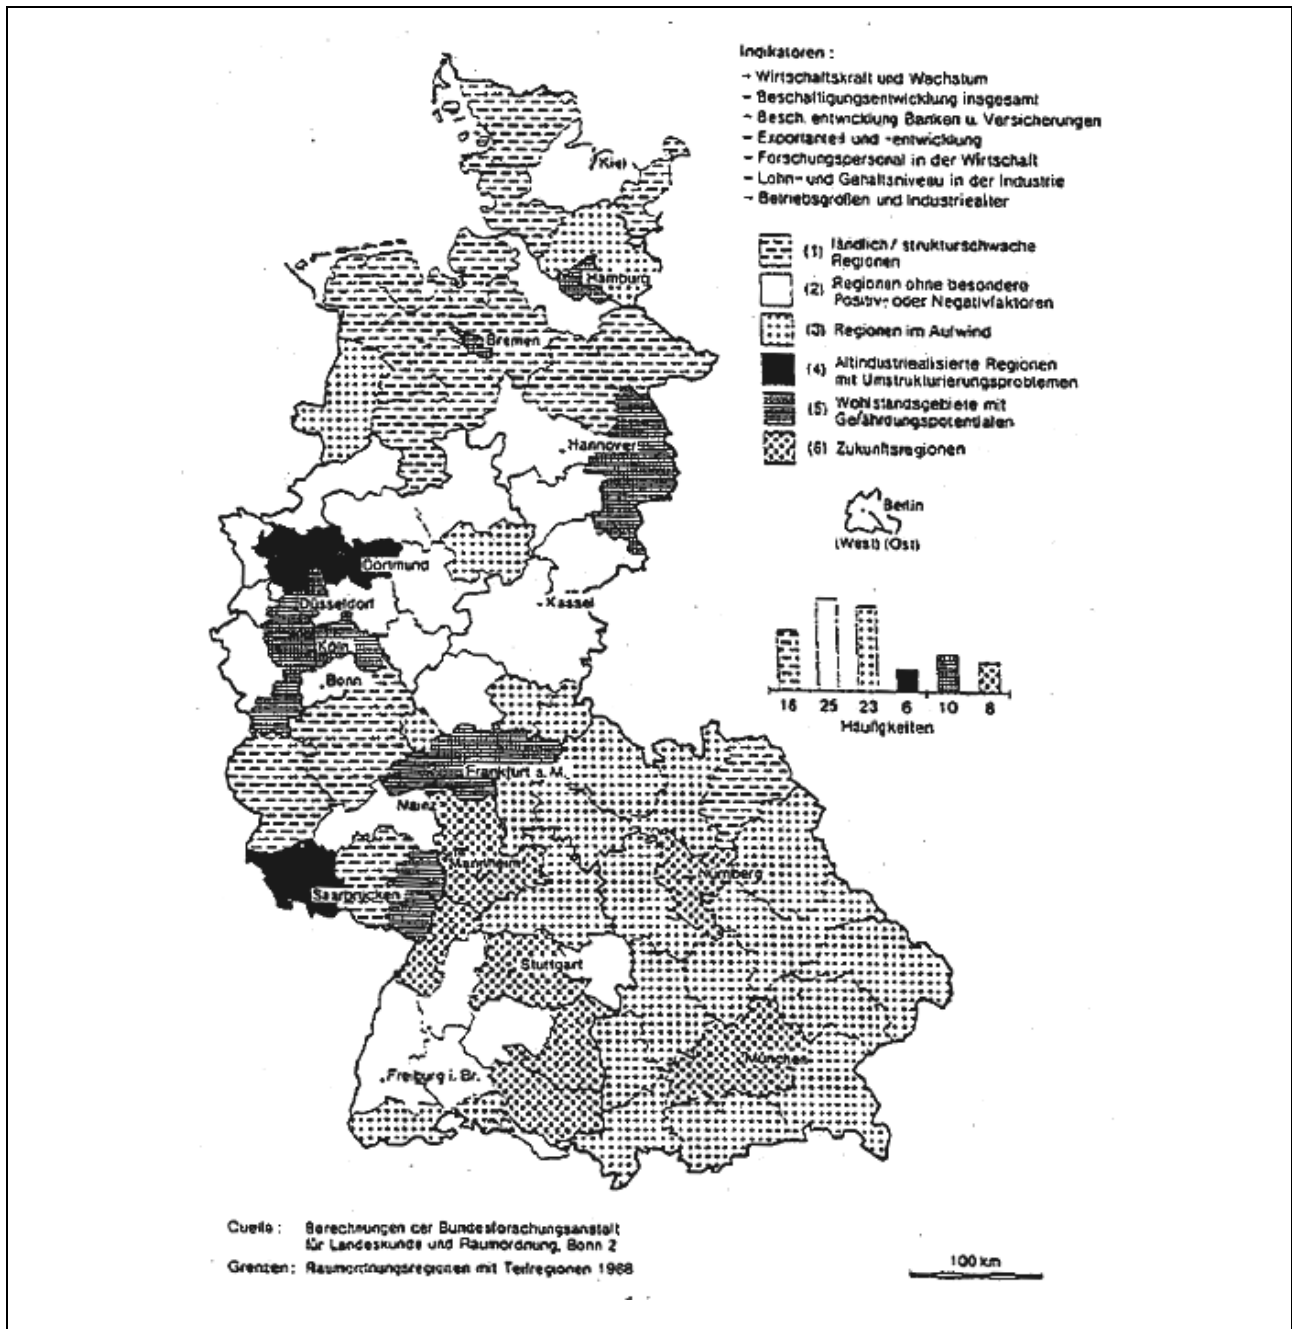 Indikatoren :
- Wirtschaftskraft und Wachstum
- Beschäftigungsentwicklung insgesamt
- Besch. entwicklung Banken u. Versicherungen
- Exportanteil und -entwicklung
- Forschungspersonal in der Wirtschaft
- Lohn- und Gehaltsniveau in der Industrie
- Betriebsgrößen und Industriealter
(1) ländlich / strukturschwache
Regionen
(2) Regionen ohne besondere
Positiv- oder Negativfaktoren
(3) Regionen im Aufwind
(4) Altindustriealisierte Regionen
mit Umstrukturierungsproblemen
(5) Wohlstandsgebiete mit
Gefährdungspotentialen
(6) Zukunftsregionen
Kiel
Hamburg
Bremen
Hannover
Berlin
(West) (Ost)
Dortmund
Düsseldorf
Kassel
Köln
Bonn
16 25 23 6 10 8
Häufigkeiten
Frankfurt a. M.
Mainz
Mannheim
Nürnberg
Saarbrücken
Stuttgart
München
Freiburg i. Br.
Quelle : Berechnungen der Bundesforschungsanstalt
für Landeskunde und Raumordnung, Bonn 2
Grenzen : Raumordnungsregionen mit Teilregionen 1968
100 km